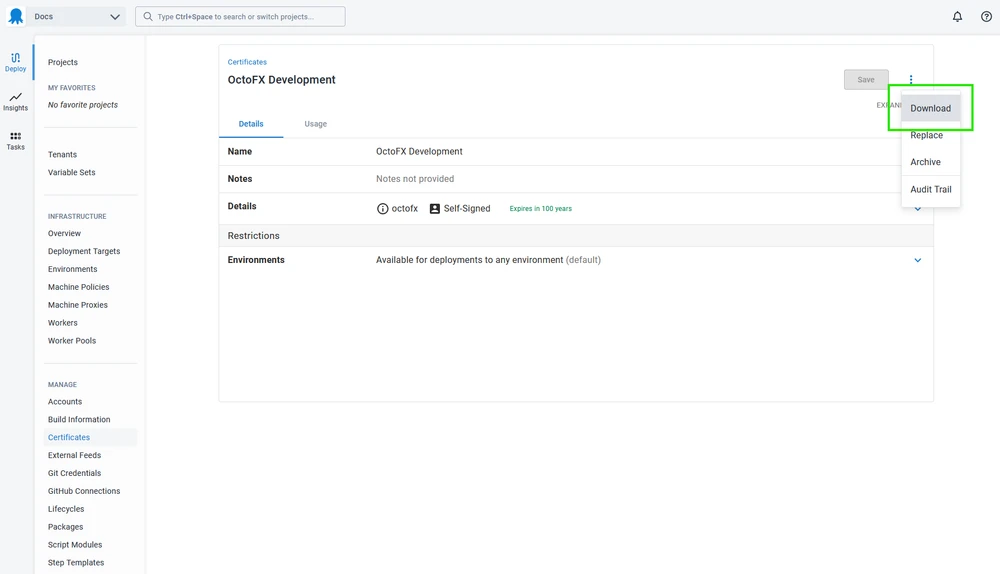 Docs
Type Ctrl+Space to search or switch projects...
Deploy
Insights
Tasks
Projects
MY FAVORITES
No favorite projects
Tenants
Variable Sets
INFRASTRUCTURE
Overview
Deployment Targets
Environments
Machine Policies
Machine Proxies
Workers
Worker Pools
MANAGE
Accounts
Build Information
Certificates
External Feeds
Git Credentials
GitHub Connections
Lifecycles
Packages
Script Modules
Step Templates
Certificates
OctoFX Development
Save
Download
Replace
Archive
Audit Trail
Details Usage
Name OctoFX Development
Notes Notes not provided
Details octofx Self-Signed Expires in 100 years
Restrictions
Environments Available for deployments to any environment (default)